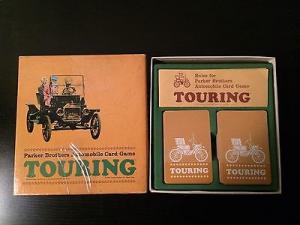 Parker Brothers Automobile Card Game
TOURING
Rules for
Parker Brothers
Automobile Card Game
TOURING
TOURING
TOURING